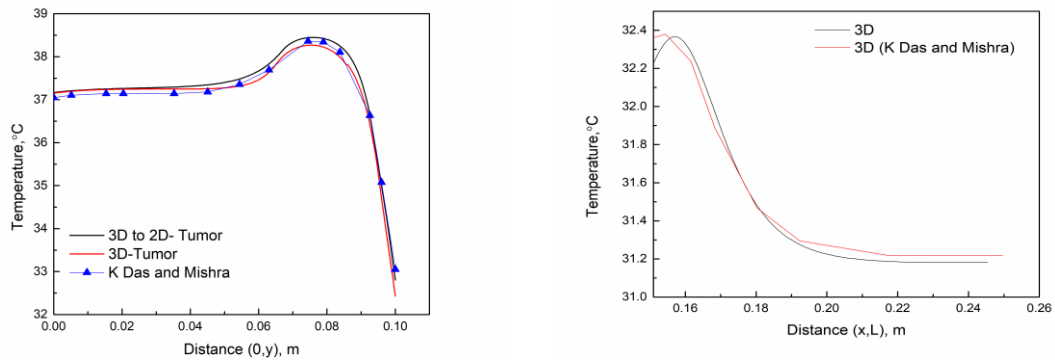 39
38
37
36
35
34
33
32
Temperature,°C
3D to 2D- Tumor
3D-Tumor
K Das and Mishra
0.00 0.02 0.04 0.06 0.08 0.10
Distance (0,y), m
32.4
32.2
32.0
31.8
31.6
31.4
31.2
31.0
Temperature,°C
3D
3D (K Das and Mishra)
0.16 0.18 0.20 0.22 0.24 0.26
Distance (x,L), m